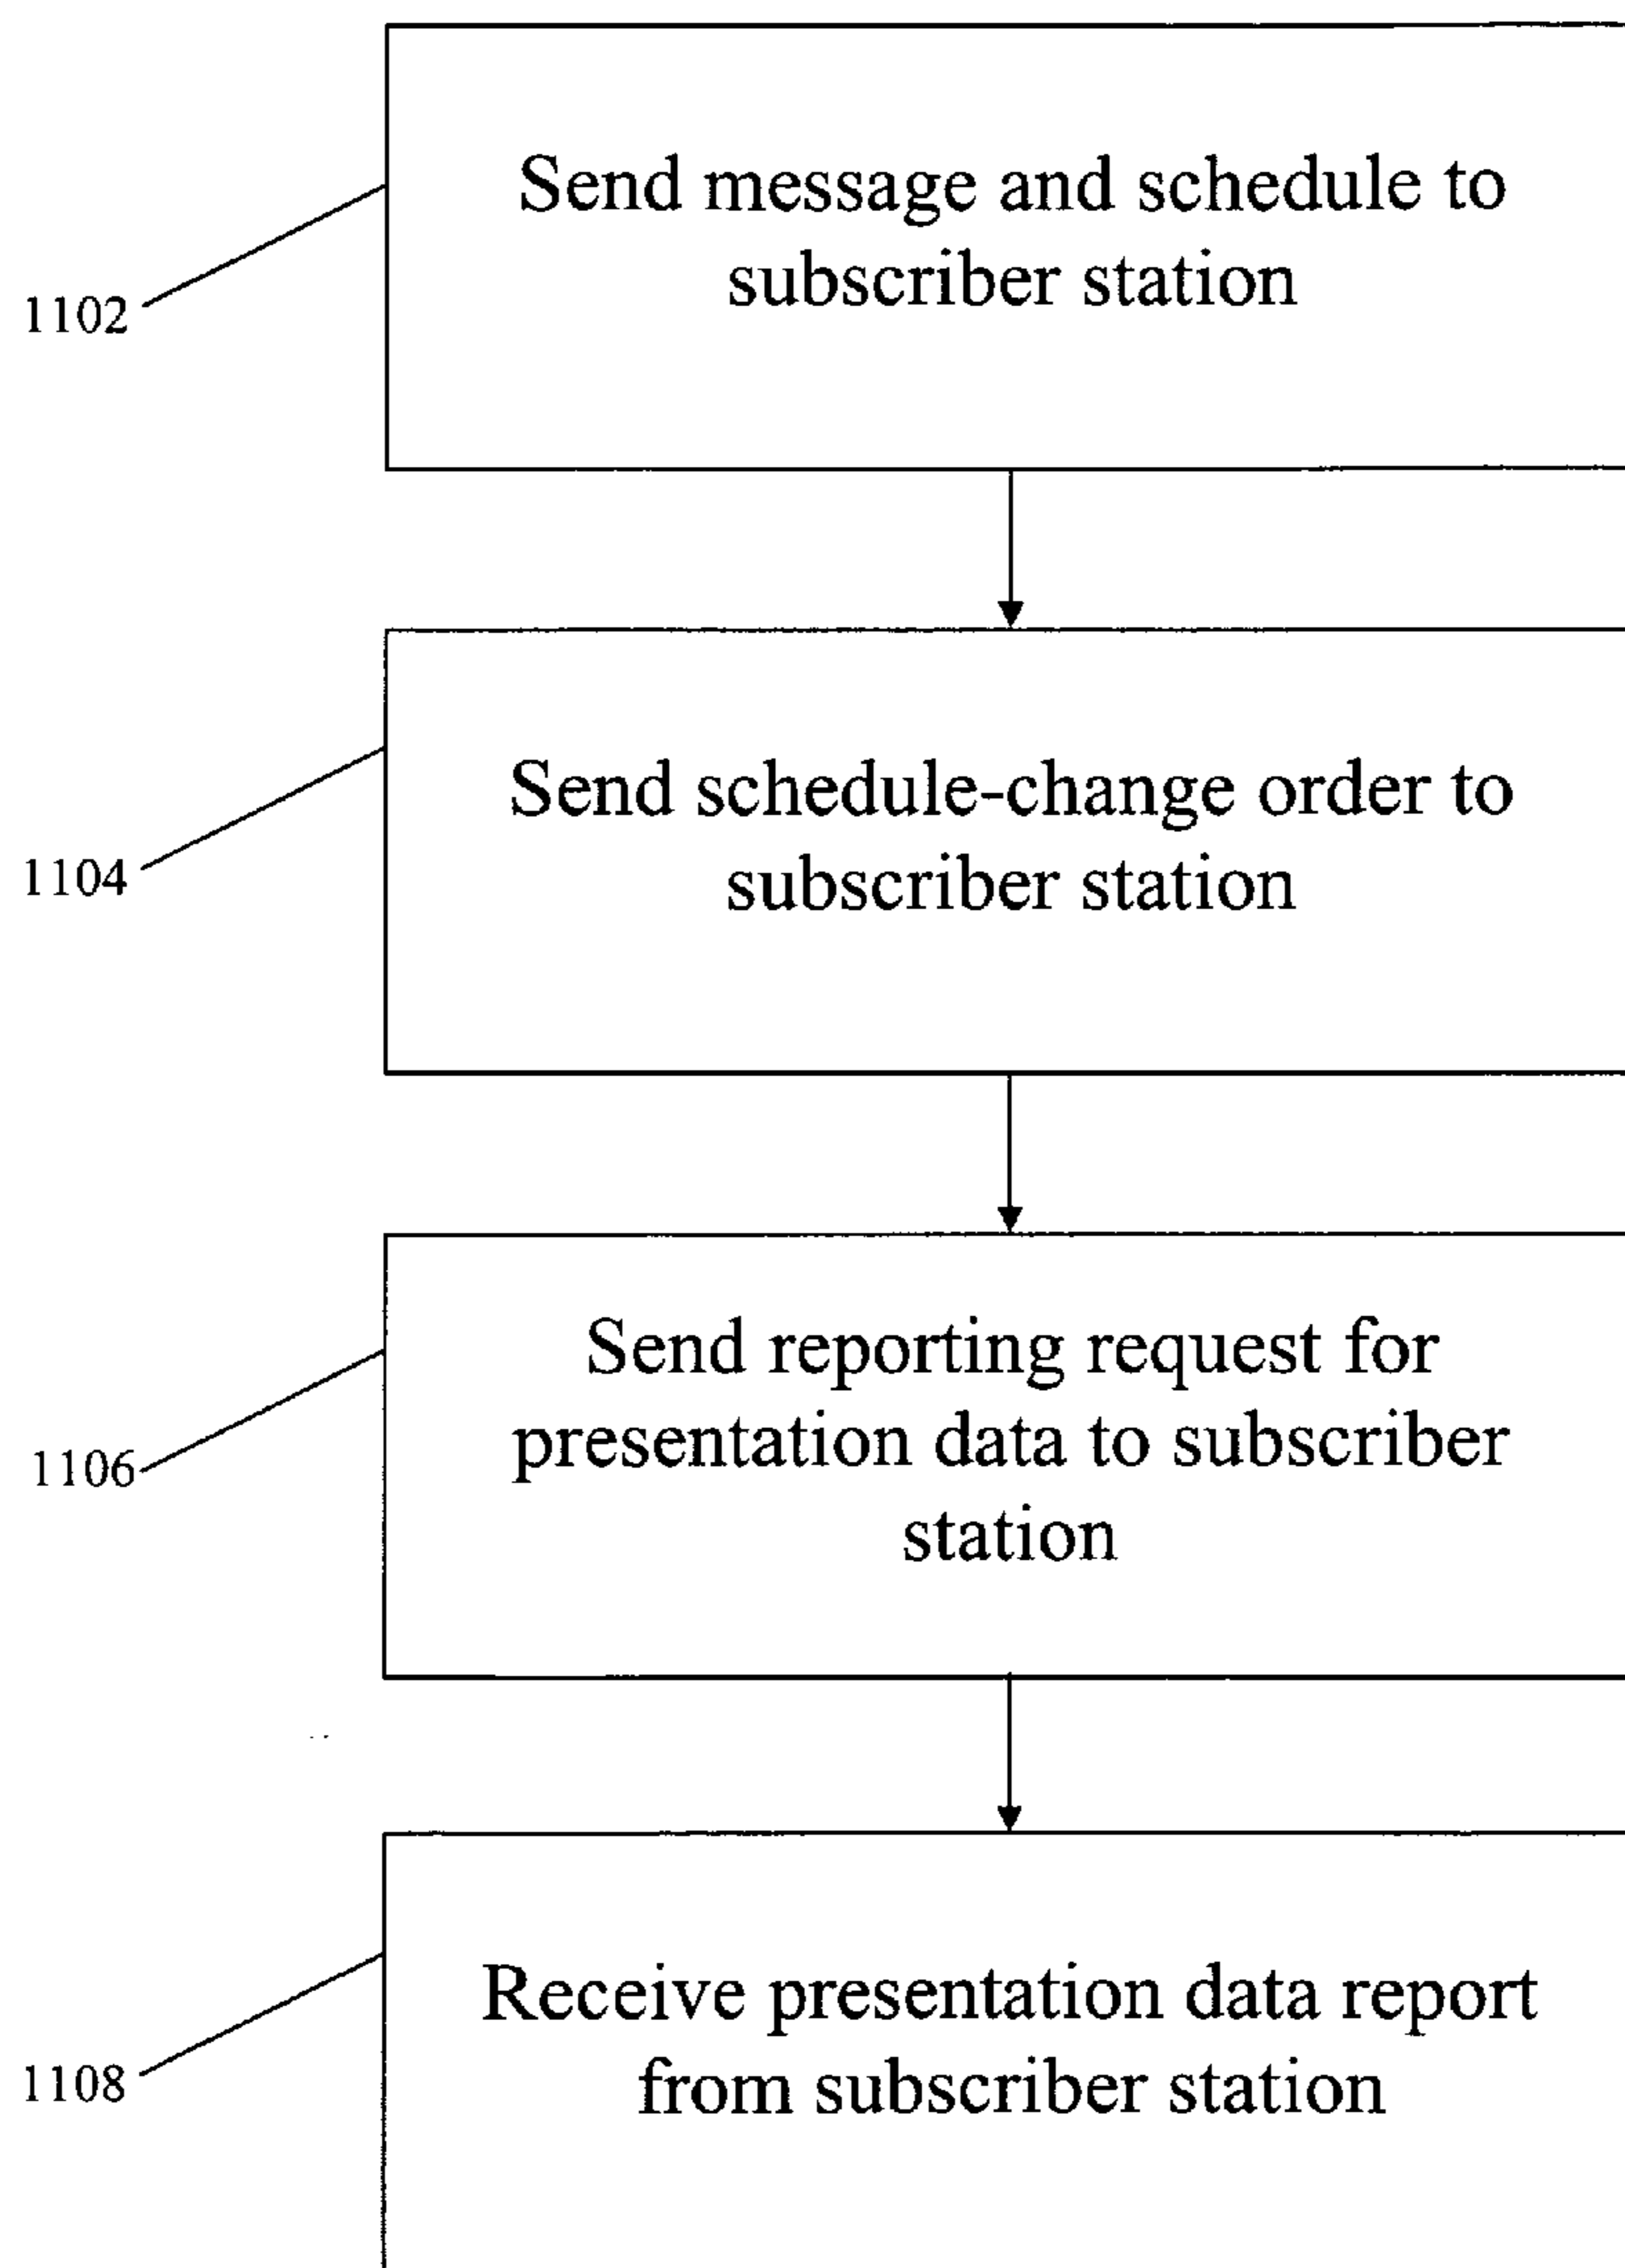 Send message and schedule to
subscriber station
1102
Send schedule-change order to
subscriber station
1104
Send reporting request for
presentation data to subscriber
station
1106
Receive presentation data report
from subscriber station
1108